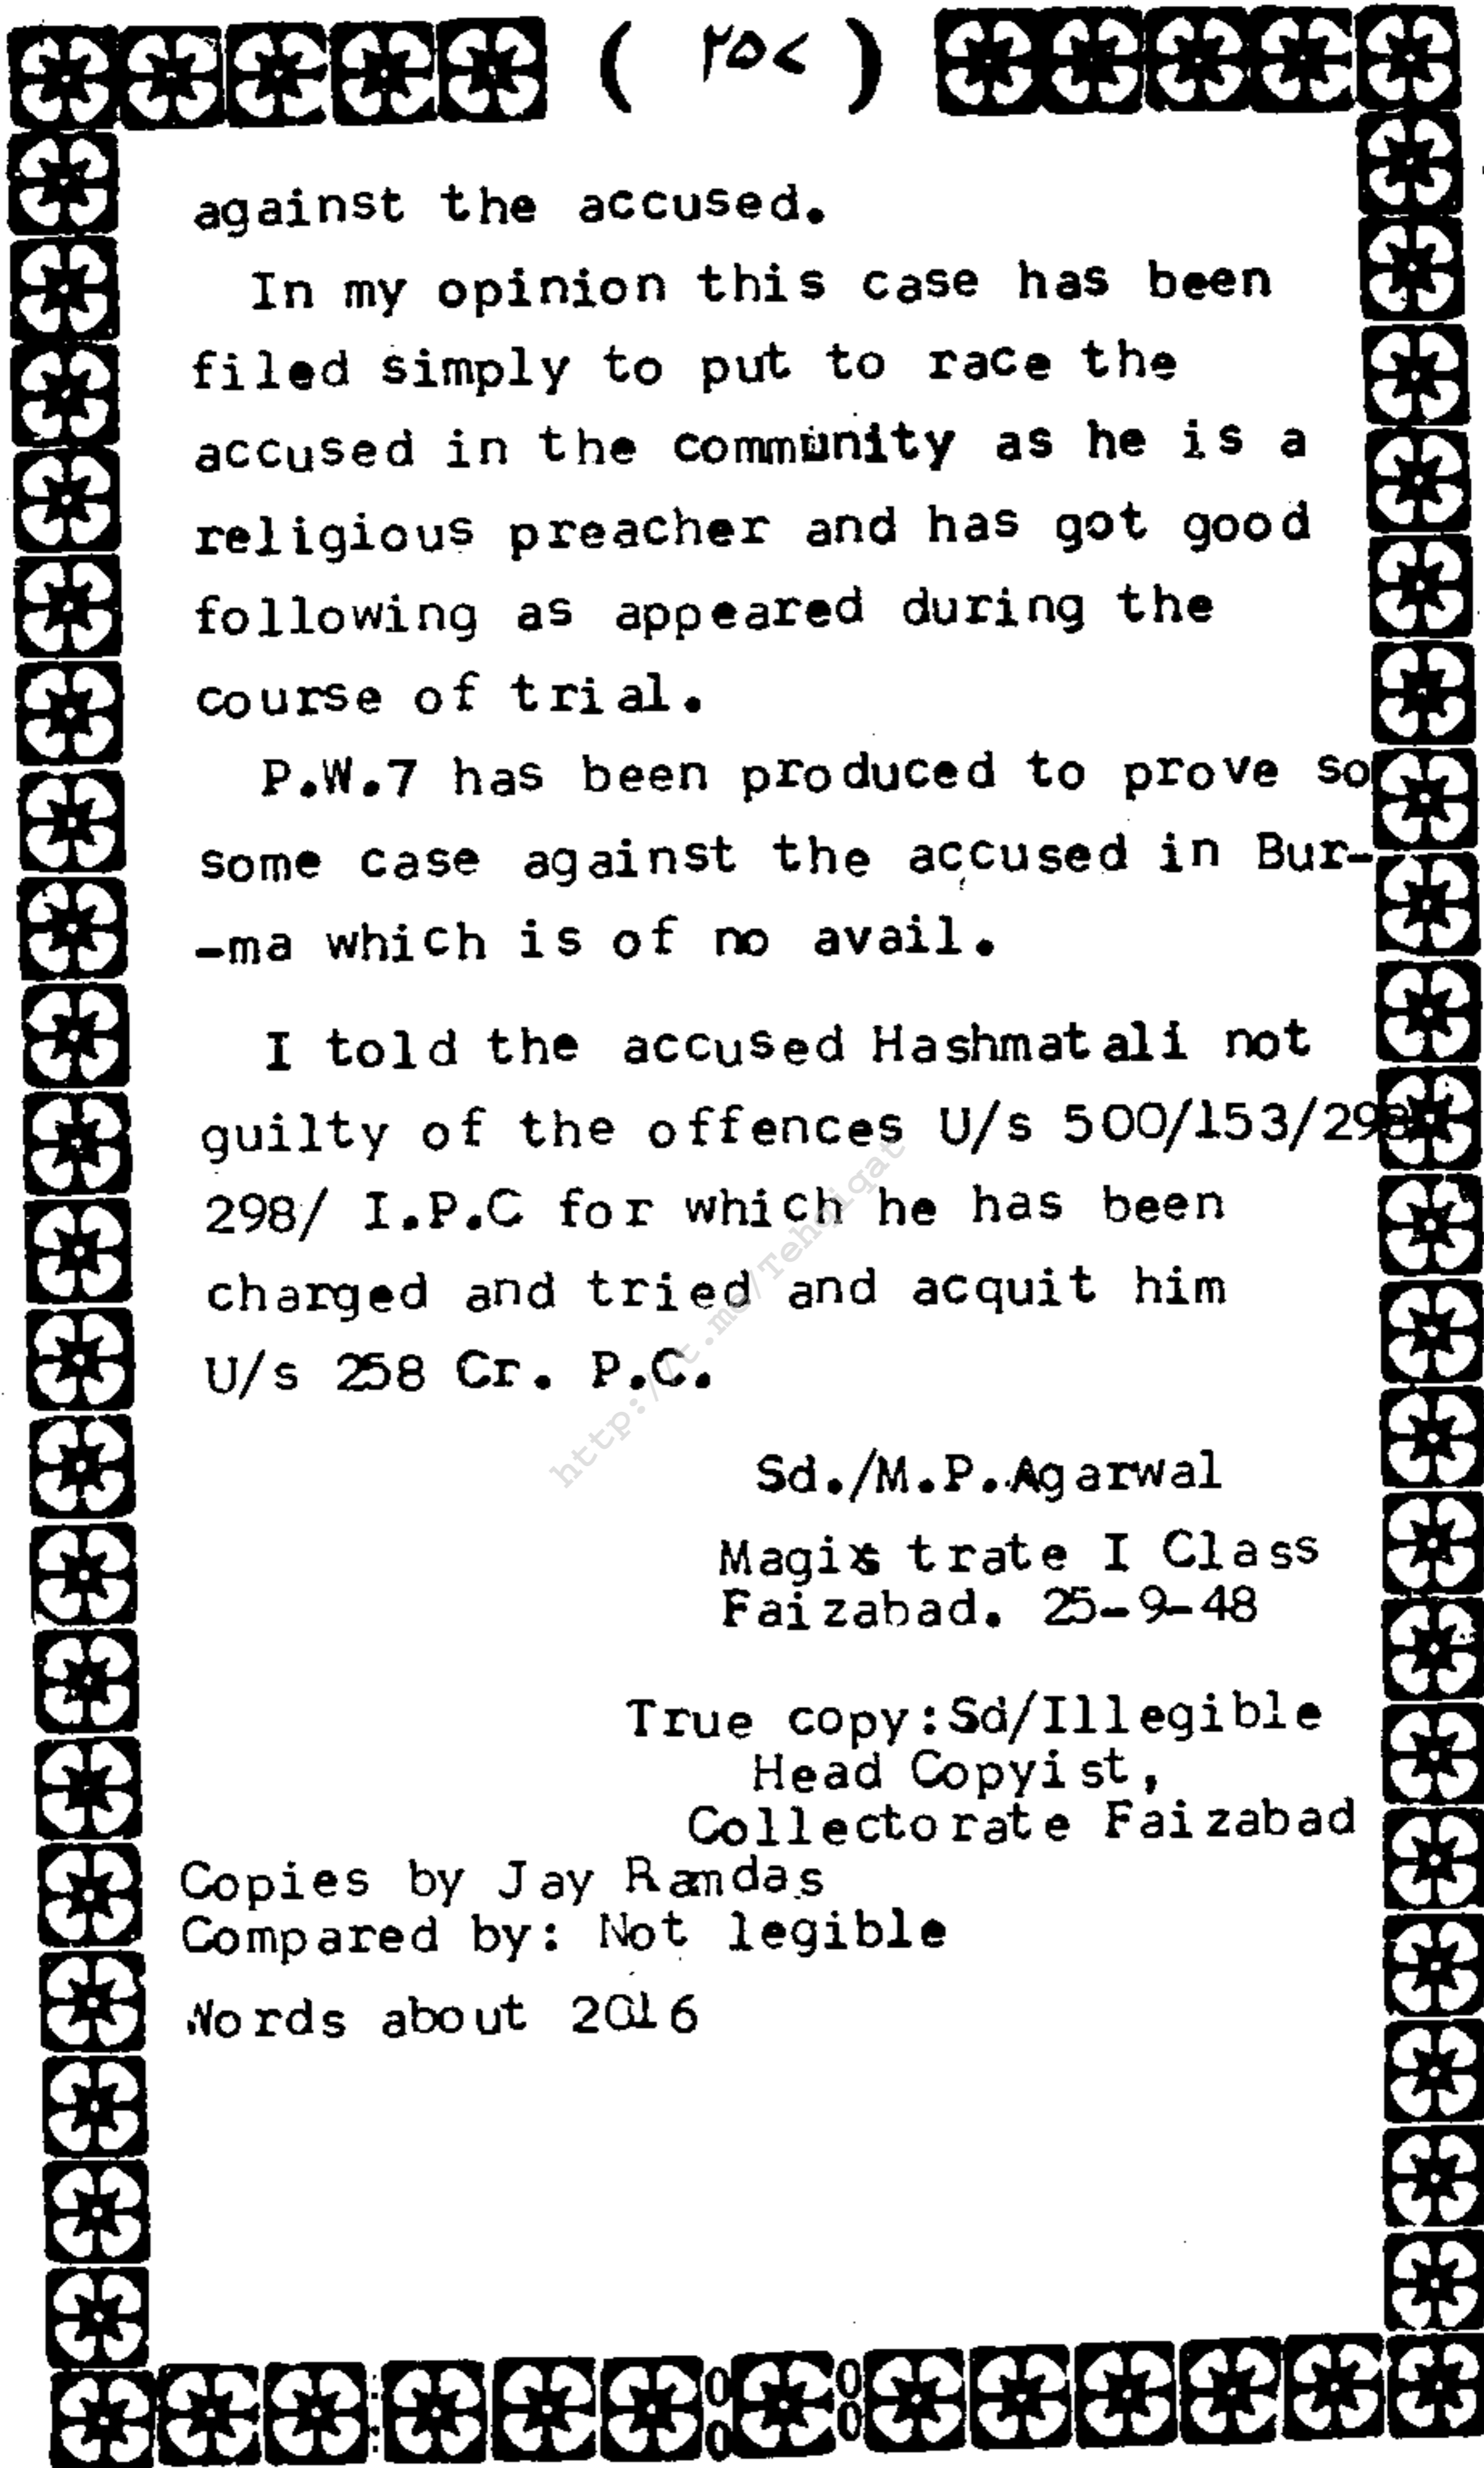 ( ۲۵۷ )
against the accused.
In my opinion this case has been
filed simply to put to race the
accused in the community as he is a
religious preacher and has got good
following as appeared during the
course of trial.
P.W.7 has been produced to prove so
some case against the accused in Bur-
-ma which is of no avail.
I told the accused Hashmatali not
guilty of the offences U/s 500/153/298
298/ I.P.C for which he has been
charged and tried and acquit him
U/s 258 Cr. P.C.
Sd./M.P.Agarwal
Magistrate I Class
Faizabad. 25-9-48
True copy:Sd/Illegible
Head Copyist,
Collectorate Faizabad
Copies by Jay Ramdas
Compared by: Not legible
Words about 2016
http://t.me/Tehqiqat